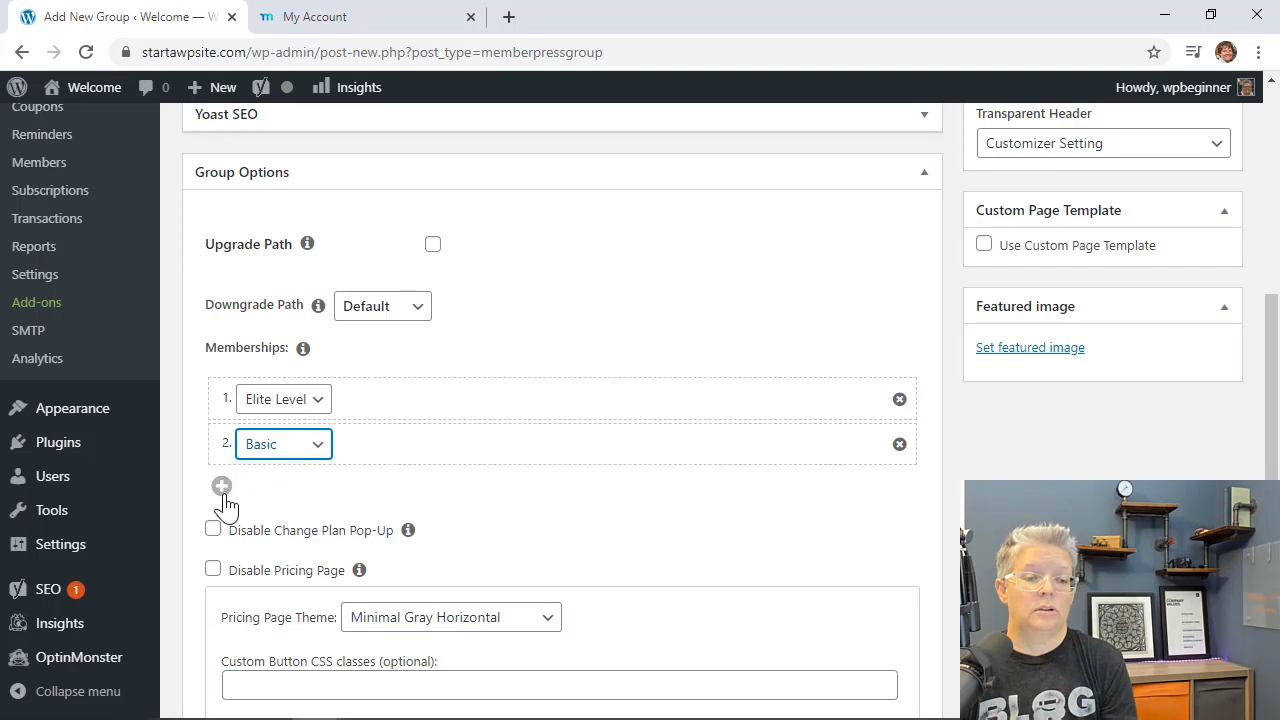 Add New Group ‹ Welcome — W
My Account
startawpsite.com/wp-admin/post-new.php?post_type=memberpressgroup
Welcome
0
New
Insights
Howdy, wpbeginner
Coupons
Reminders
Members
Subscriptions
Transactions
Reports
Settings
Add-ons
SMTP
Analytics
Appearance
Plugins
Users
Tools
Settings
SEO 1
Insights
OptinMonster
Collapse menu
Yoast SEO
Group Options
Upgrade Path
Downgrade Path
Default
Memberships:
1. Elite Level
2. Basic
Disable Change Plan Pop-Up
Disable Pricing Page
Pricing Page Theme: Minimal Gray Horizontal
Custom Button CSS classes (optional):
Transparent Header
Customizer Setting
Custom Page Template
Use Custom Page Template
Featured image
Set featured image
COMPANY
VALUES
BLOG